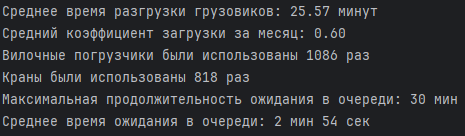 Среднее время разгрузки грузовиков: 25.57 минут
Средний коэффициент загрузки за месяц: 0.60
Вилочные погрузчики были использованы 1086 раз
Краны были использованы 818 раз
Максимальная продолжительность ожидания в очереди: 30 мин
Среднее время ожидания в очереди: 2 мин 54 сек